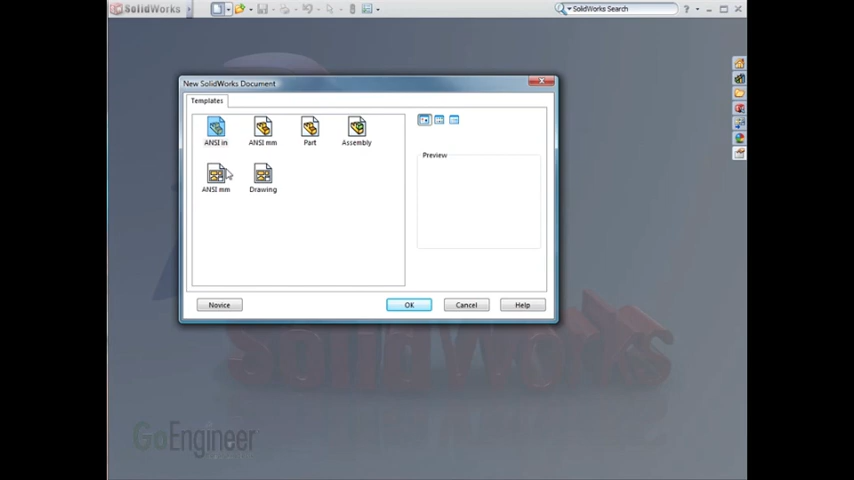 SolidWorks
SolidWorks Search
New SolidWorks Document
Templates
ANSI in
ANSI mm
Part
Assembly
ANSI mm
Drawing
Preview
Novice
OK
Cancel
Help
SolidWorks
GoEngineer